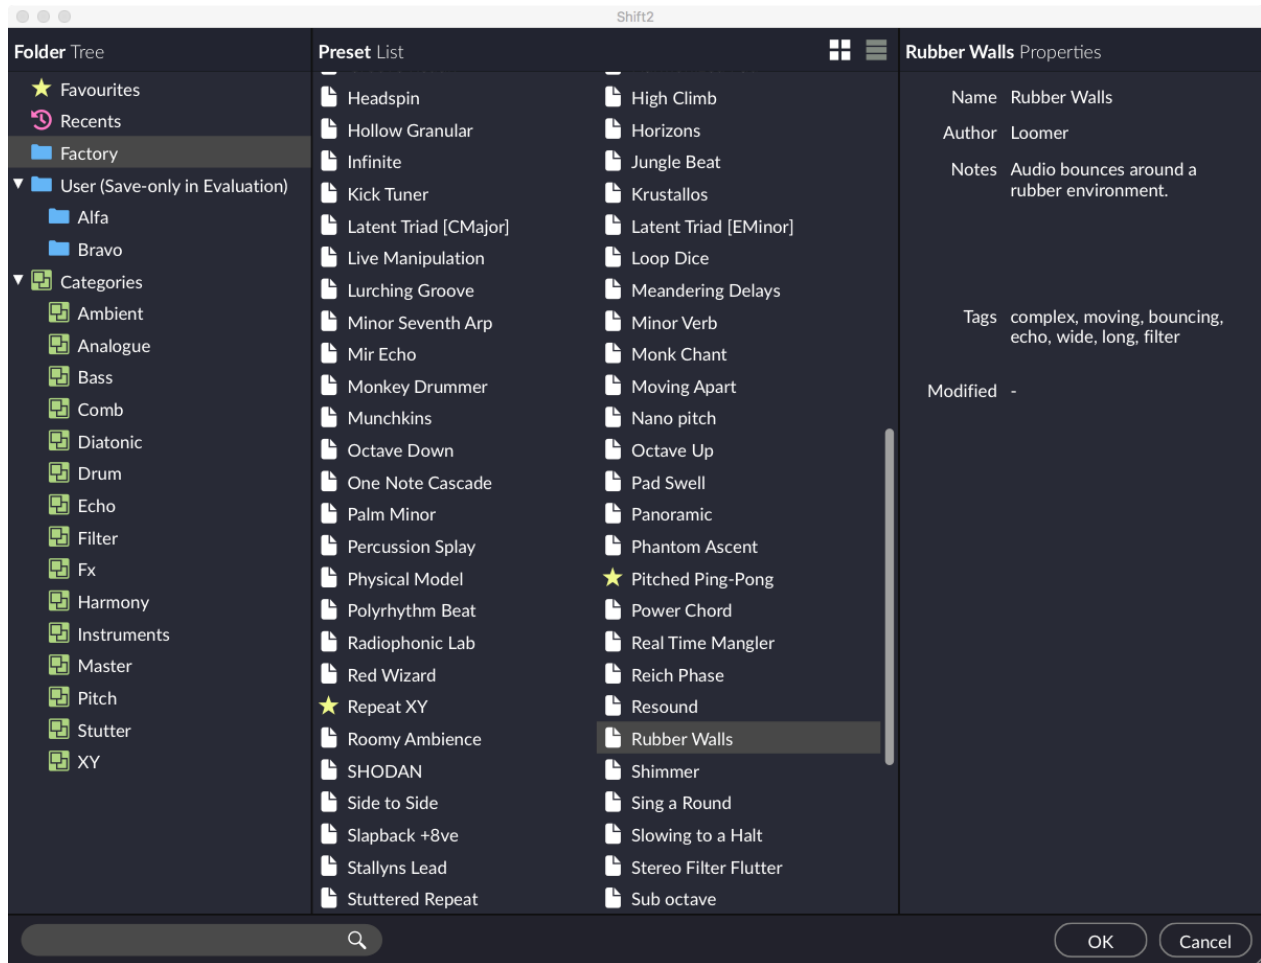 Shift2
Folder Tree
Favourites
Recents
Factory
User (Save-only in Evaluation)
Alfa
Bravo
Categories
Ambient
Analogue
Bass
Comb
Diatonic
Drum
Echo
Filter
Fx
Harmony
Instruments
Master
Pitch
Stutter
XY
Preset List
Headspin
High Climb
Hollow Granular
Horizons
Infinite
Jungle Beat
Kick Tuner
Krustallos
Latent Triad [CMajor]
Latent Triad [EMinor]
Live Manipulation
Loop Dice
Lurching Groove
Meandering Delays
Minor Seventh Arp
Minor Verb
Mir Echo
Monk Chant
Monkey Drummer
Moving Apart
Munchkins
Nano pitch
Octave Down
Octave Up
One Note Cascade
Pad Swell
Palm Minor
Panoramic
Percussion Splay
Phantom Ascent
Physical Model
Pitched Ping-Pong
Polyrhythm Beat
Power Chord
Radiophonic Lab
Real Time Mangler
Red Wizard
Reich Phase
Repeat XY
Resound
Roomy Ambience
Rubber Walls
SHODAN
Shimmer
Side to Side
Sing a Round
Slapback +8ve
Slowing to a Halt
Stallyns Lead
Stereo Filter Flutter
Stuttered Repeat
Sub octave
Rubber Walls Properties
Name Rubber Walls
Author Loomer
Notes Audio bounces around a
rubber environment.
Tags complex, moving, bouncing,
echo, wide, long, filter
Modified -
OK
Cancel